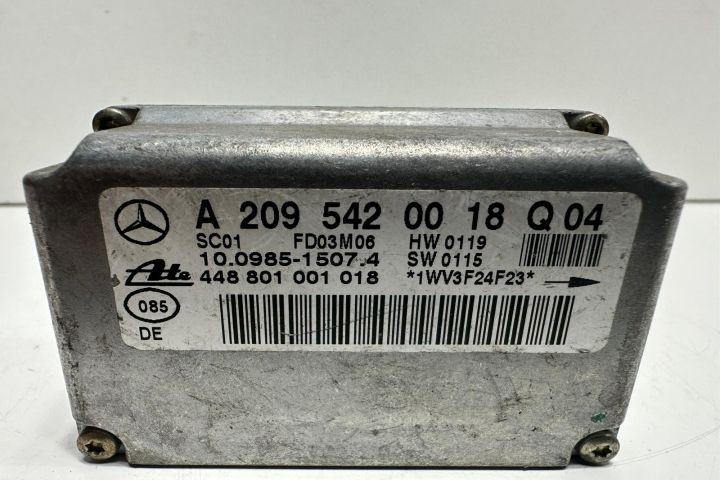 A 209 542 00 18 Q 04
SC01 FD03M06 HW 0119
10.0985-1507.4 SW 0115
Ate 448 801 001 018 *1WV3F24F23*
085
DE